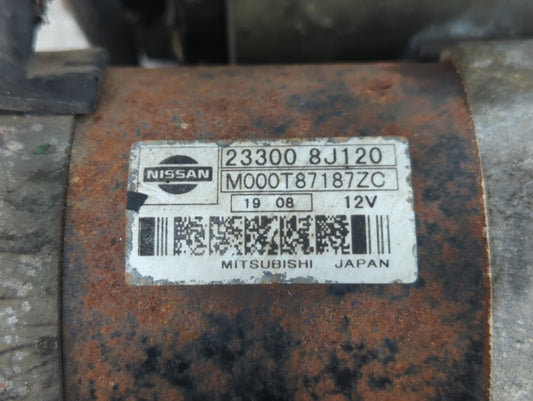 NISSAN
23300 8J120
M000T87187ZC
19 08 12V
MITSUBISHI JAPAN